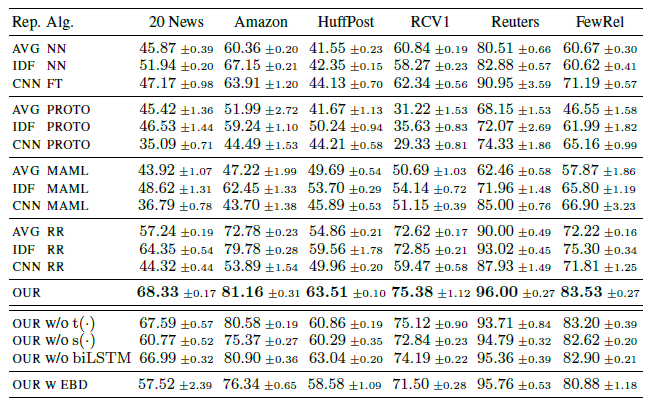 Rep. Alg. 20 News Amazon HuffPost RCV1 Reuters FewRel
AVG NN 45.87 ±0.39 60.36 ±0.20 41.55 ±0.23 60.84 ±0.19 80.51 ±0.66 60.67 ±0.30
IDF NN 51.94 ±0.20 67.15 ±0.21 42.35 ±0.15 58.27 ±0.23 82.88 ±0.57 60.62 ±0.41
CNN FT 47.17 ±0.98 63.91 ±1.20 44.13 ±0.70 62.34 ±0.56 90.95 ±3.59 71.19 ±0.57
AVG PROTO 45.42 ±1.36 51.99 ±2.72 41.67 ±1.13 31.22 ±1.53 68.15 ±1.53 46.55 ±1.58
IDF PROTO 46.53 ±1.44 59.24 ±1.10 50.24 ±0.94 35.63 ±0.83 72.07 ±2.69 61.99 ±1.82
CNN PROTO 35.09 ±0.71 44.49 ±1.53 44.21 ±0.58 29.33 ±0.81 74.33 ±1.86 65.16 ±0.99
AVG MAML 43.92 ±1.07 47.22 ±1.99 49.69 ±0.54 50.69 ±1.03 62.46 ±0.58 57.87 ±1.86
IDF MAML 48.62 ±1.31 62.45 ±1.33 53.70 ±0.29 54.14 ±0.72 71.96 ±1.48 65.80 ±1.19
CNN MAML 36.79 ±0.78 43.70 ±1.38 45.89 ±0.53 51.15 ±0.39 85.00 ±0.76 66.90 ±3.23
AVG RR 57.24 ±0.19 72.78 ±0.23 54.86 ±0.21 72.62 ±0.17 90.00 ±0.49 72.22 ±0.16
IDF RR 64.35 ±0.54 79.78 ±0.28 59.56 ±1.78 72.85 ±0.21 93.02 ±0.45 75.30 ±0.34
CNN RR 44.32 ±0.44 53.89 ±1.54 49.96 ±0.20 59.47 ±0.58 87.93 ±1.49 71.81 ±1.25
OUR 68.33 ±0.17 81.16 ±0.31 63.51 ±0.10 75.38 ±1.12 96.00 ±0.27 83.53 ±0.27
OUR w/o t(·) 67.59 ±0.57 80.58 ±0.19 60.86 ±0.19 75.12 ±0.90 93.71 ±0.84 83.20 ±0.39
OUR w/o s(·) 60.77 ±0.52 75.37 ±0.27 60.29 ±0.35 72.84 ±0.23 94.79 ±0.32 82.62 ±0.20
OUR w/o biLSTM 66.99 ±0.32 80.90 ±0.36 63.04 ±0.20 74.19 ±0.22 95.36 ±0.39 82.90 ±0.21
OUR W EBD 57.52 ±2.39 76.34 ±0.65 58.58 ±1.09 71.50 ±0.28 95.76 ±0.53 80.88 ±1.18